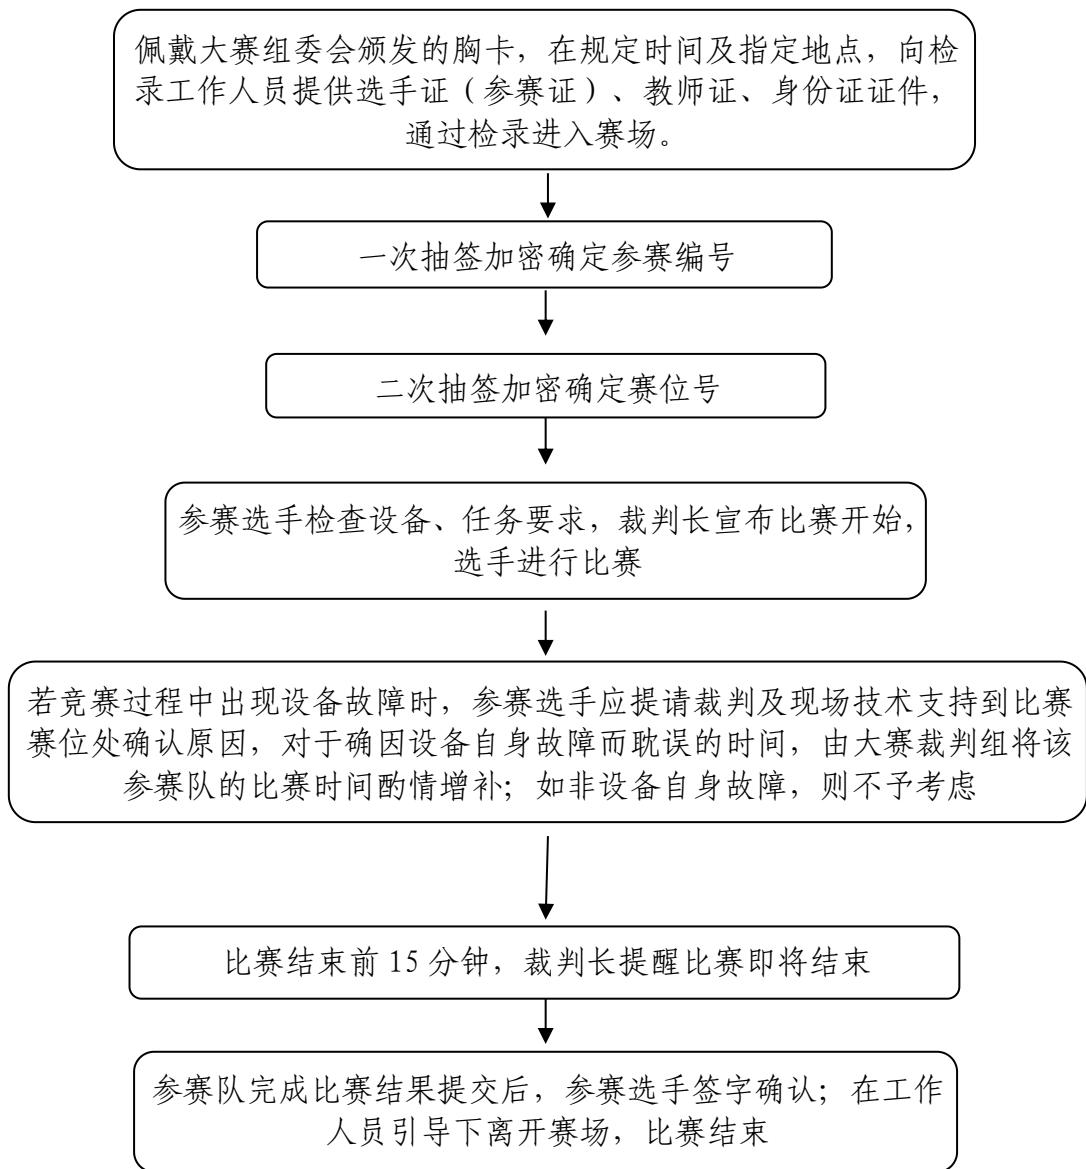 佩戴大赛组委会颁发的胸卡，在规定时间及指定地点，向检
录工作人员提供选手证（参赛证）、教师证、身份证证件，
通过检录进入赛场。
一次抽签加密确定参赛编号
二次抽签加密确定赛位号
参赛选手检查设备、任务要求，裁判长宣布比赛开始，
选手进行比赛
若竞赛过程中出现设备故障时，参赛选手应提请裁判及现场技术支持到比赛
赛位处确认原因，对于确因设备自身故障而耽误的时间，由大赛裁判组将该
参赛队的比赛时间酌情增补；如非设备自身故障，则不予考虑
比赛结束前 15 分钟，裁判长提醒比赛即将结束
参赛队完成比赛结果提交后，参赛选手签字确认；在工作
人员引导下离开赛场，比赛结束